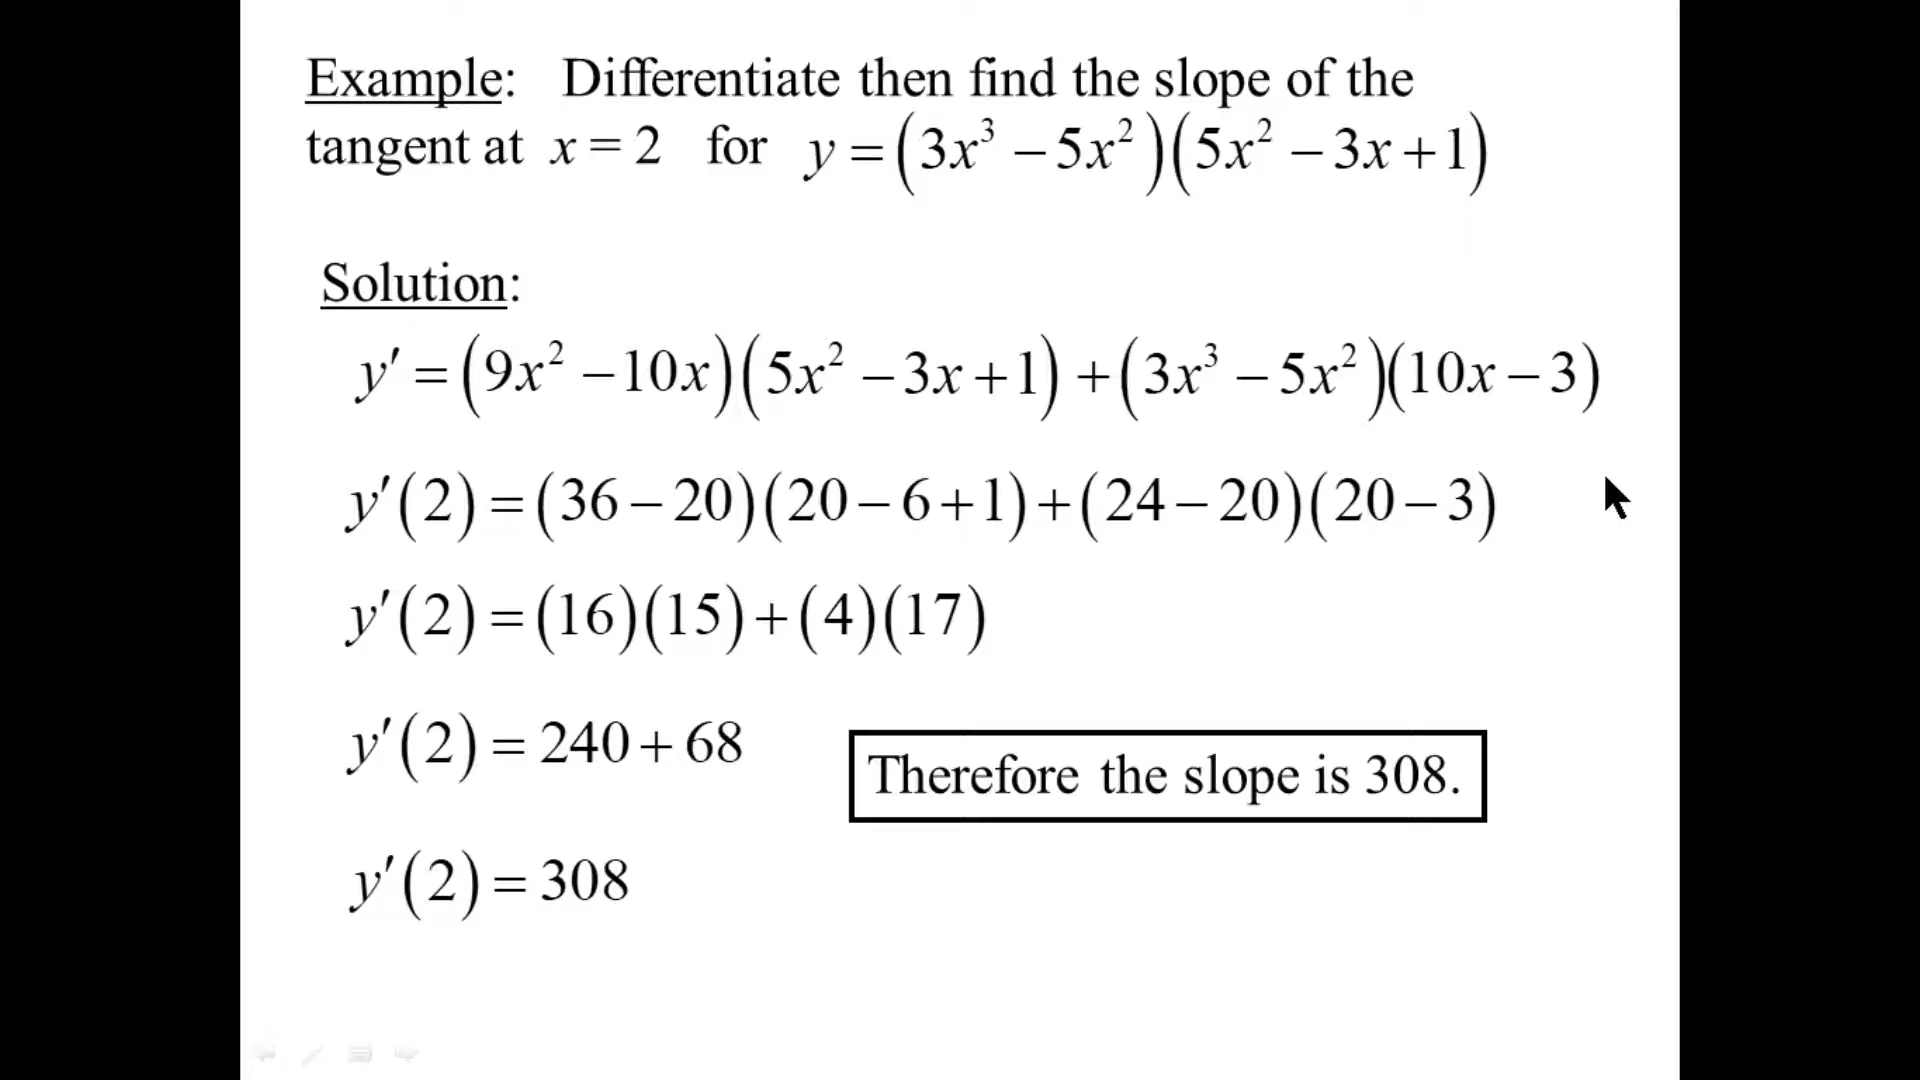 Example: Differentiate then find the slope of the
tangent at x = 2 for y = (3x³ − 5x²)(5x² − 3x + 1)
Solution:
y′ = (9x² − 10x)(5x² − 3x + 1) + (3x³ − 5x²)(10x − 3)
y′(2) = (36 − 20)(20 − 6 + 1) + (24 − 20)(20 − 3)
y′(2) = (16)(15) + (4)(17)
y′(2) = 240 + 68
Therefore the slope is 308.
y′(2) = 308